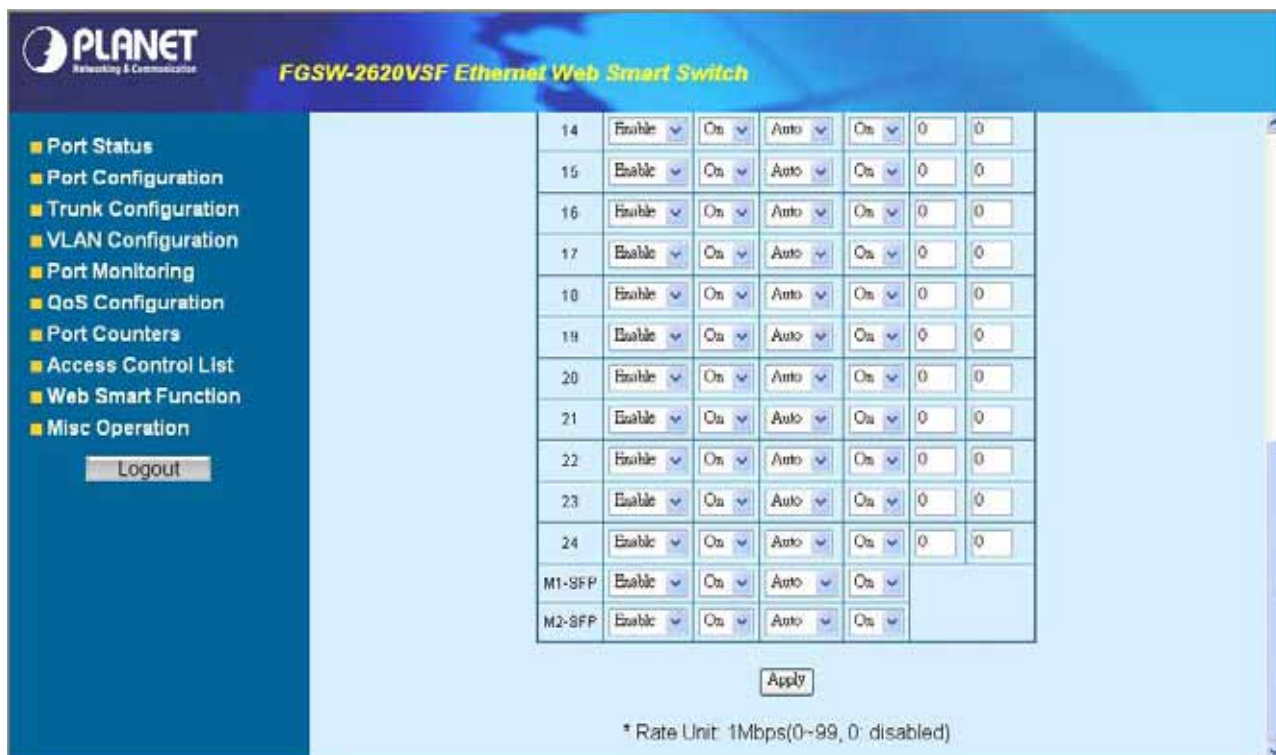 PLANET
Networking & Communication
FGSW-2620VSF Ethernet Web Smart Switch
Port Status
Port Configuration
Trunk Configuration
VLAN Configuration
Port Monitoring
QoS Configuration
Port Counters
Access Control List
Web Smart Function
Misc Operation
Logout
14 Enable On Auto On 0 0
15 Enable On Auto On 0 0
16 Enable On Auto On 0 0
17 Enable On Auto On 0 0
18 Enable On Auto On 0 0
19 Enable On Auto On 0 0
20 Enable On Auto On 0 0
21 Enable On Auto On 0 0
22 Enable On Auto On 0 0
23 Enable On Auto On 0 0
24 Enable On Auto On 0 0
M1-SFP Enable On Auto On
M2-SFP Enable On Auto On
Apply
* Rate Unit: 1Mbps(0~99, 0: disabled)